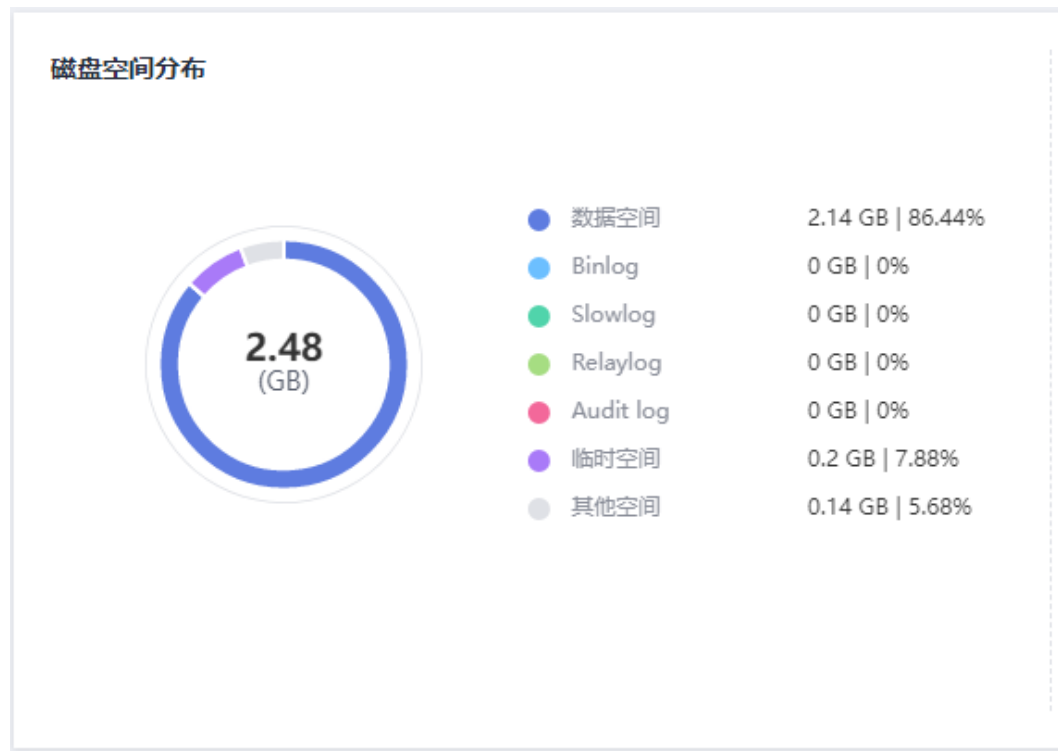 磁盘空间分布
2.48
(GB)
数据空间 2.14 GB | 86.44%
Binlog 0 GB | 0%
Slowlog 0 GB | 0%
Relaylog 0 GB | 0%
Audit log 0 GB | 0%
临时空间 0.2 GB | 7.88%
其他空间 0.14 GB | 5.68%